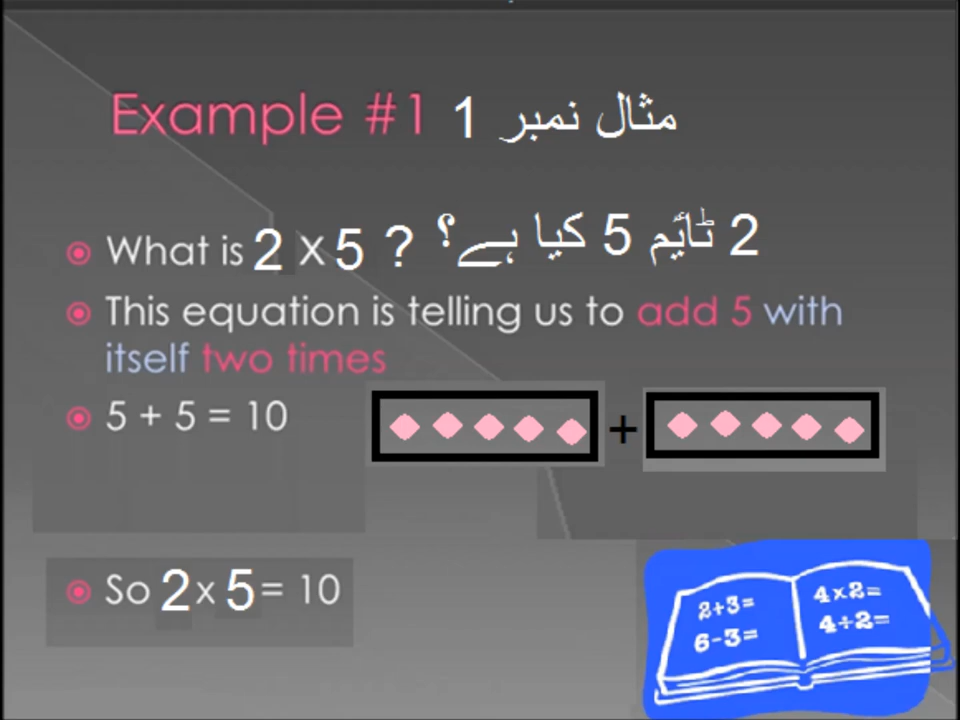 Example #1 مثال نمبر 1
What is 2 X 5 ? 2 ٹائیم 5 کیا ہے؟
This equation is telling us to add 5 with
itself two times
5 + 5 = 10
+
So 2 x 5 = 10
2+3=
6-3=
4x2=
4÷2=